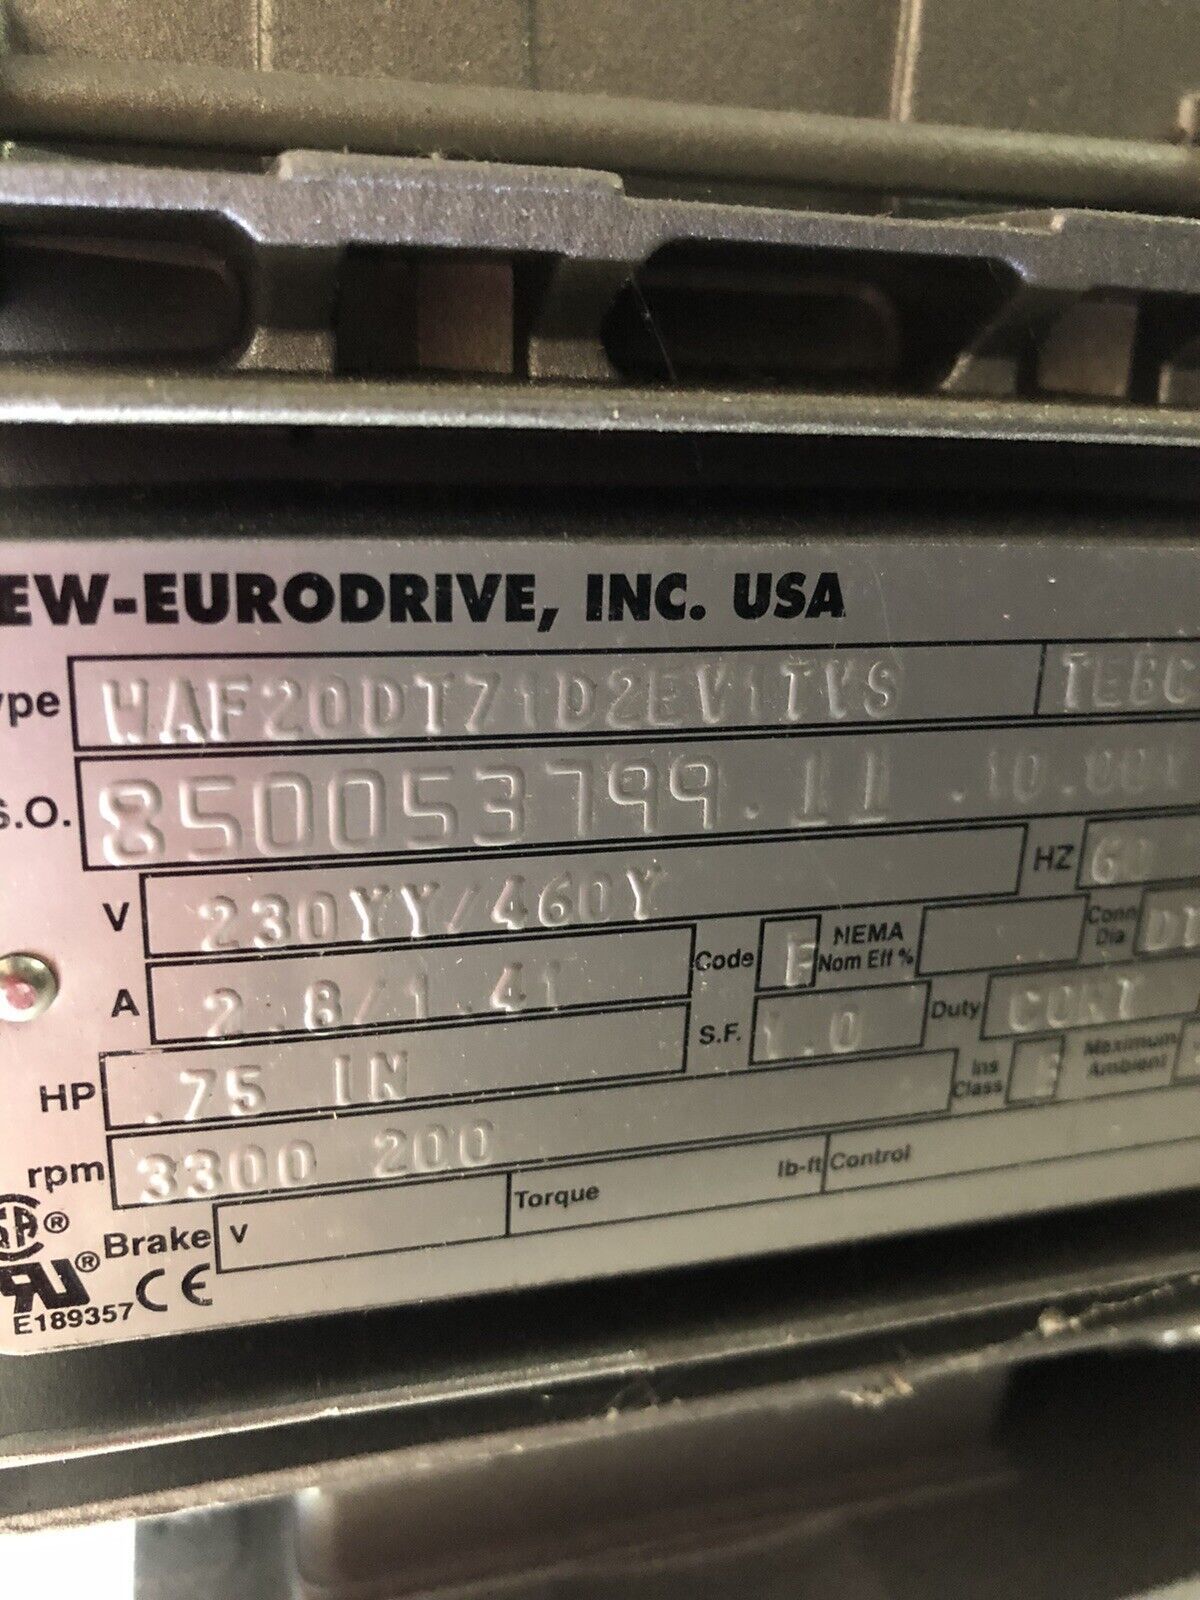 EW-EURODRIVE, INC. USA
ype WAF20DT71D2EV1TVS TEBC
S.O. 850053799.11 .10.001
V 230YY/460Y HZ 60
A 2.8/1.41 Code NEMA Nom Eff % Conn Dia
HP .75 IN S.F. 1.0 Duty CONT
rpm 3300 200 Ins Class Maximum Ambient
Brake V Torque lb-ft Control
E189357 CE